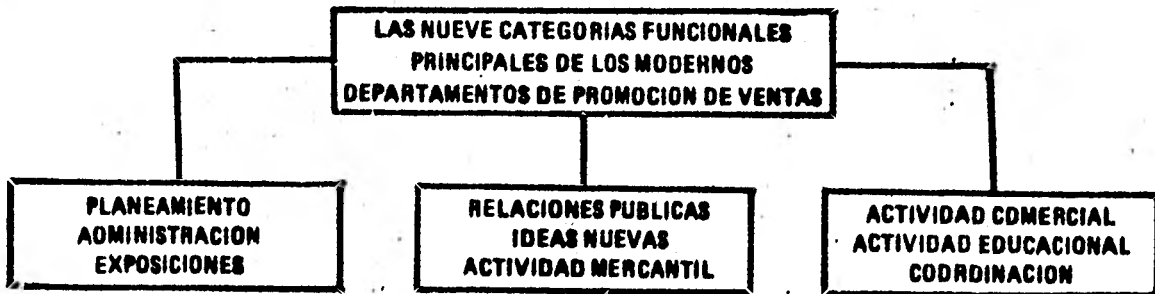 LAS NUEVE CATEGORIAS FUNCIONALES
PRINCIPALES DE LOS MODERNOS
DEPARTAMENTOS DE PROMOCION DE VENTAS
PLANEAMIENTO
ADMINISTRACION
EXPOSICIONES
RELACIONES PUBLICAS
IDEAS NUEVAS
ACTIVIDAD MERCANTIL
ACTIVIDAD COMERCIAL
ACTIVIDAD EDUCACIONAL
COORDINACION